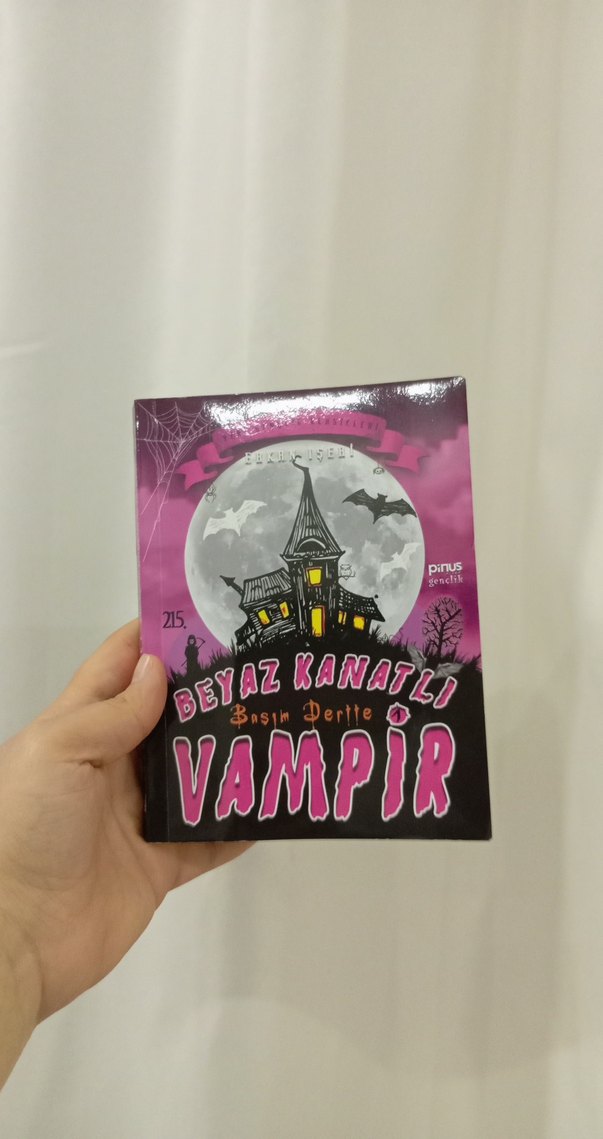 ERKAN İŞERİ
pinus
gençlik
215.
BEYAZ KANATLI
Başım Dertte 1
VAMPİR